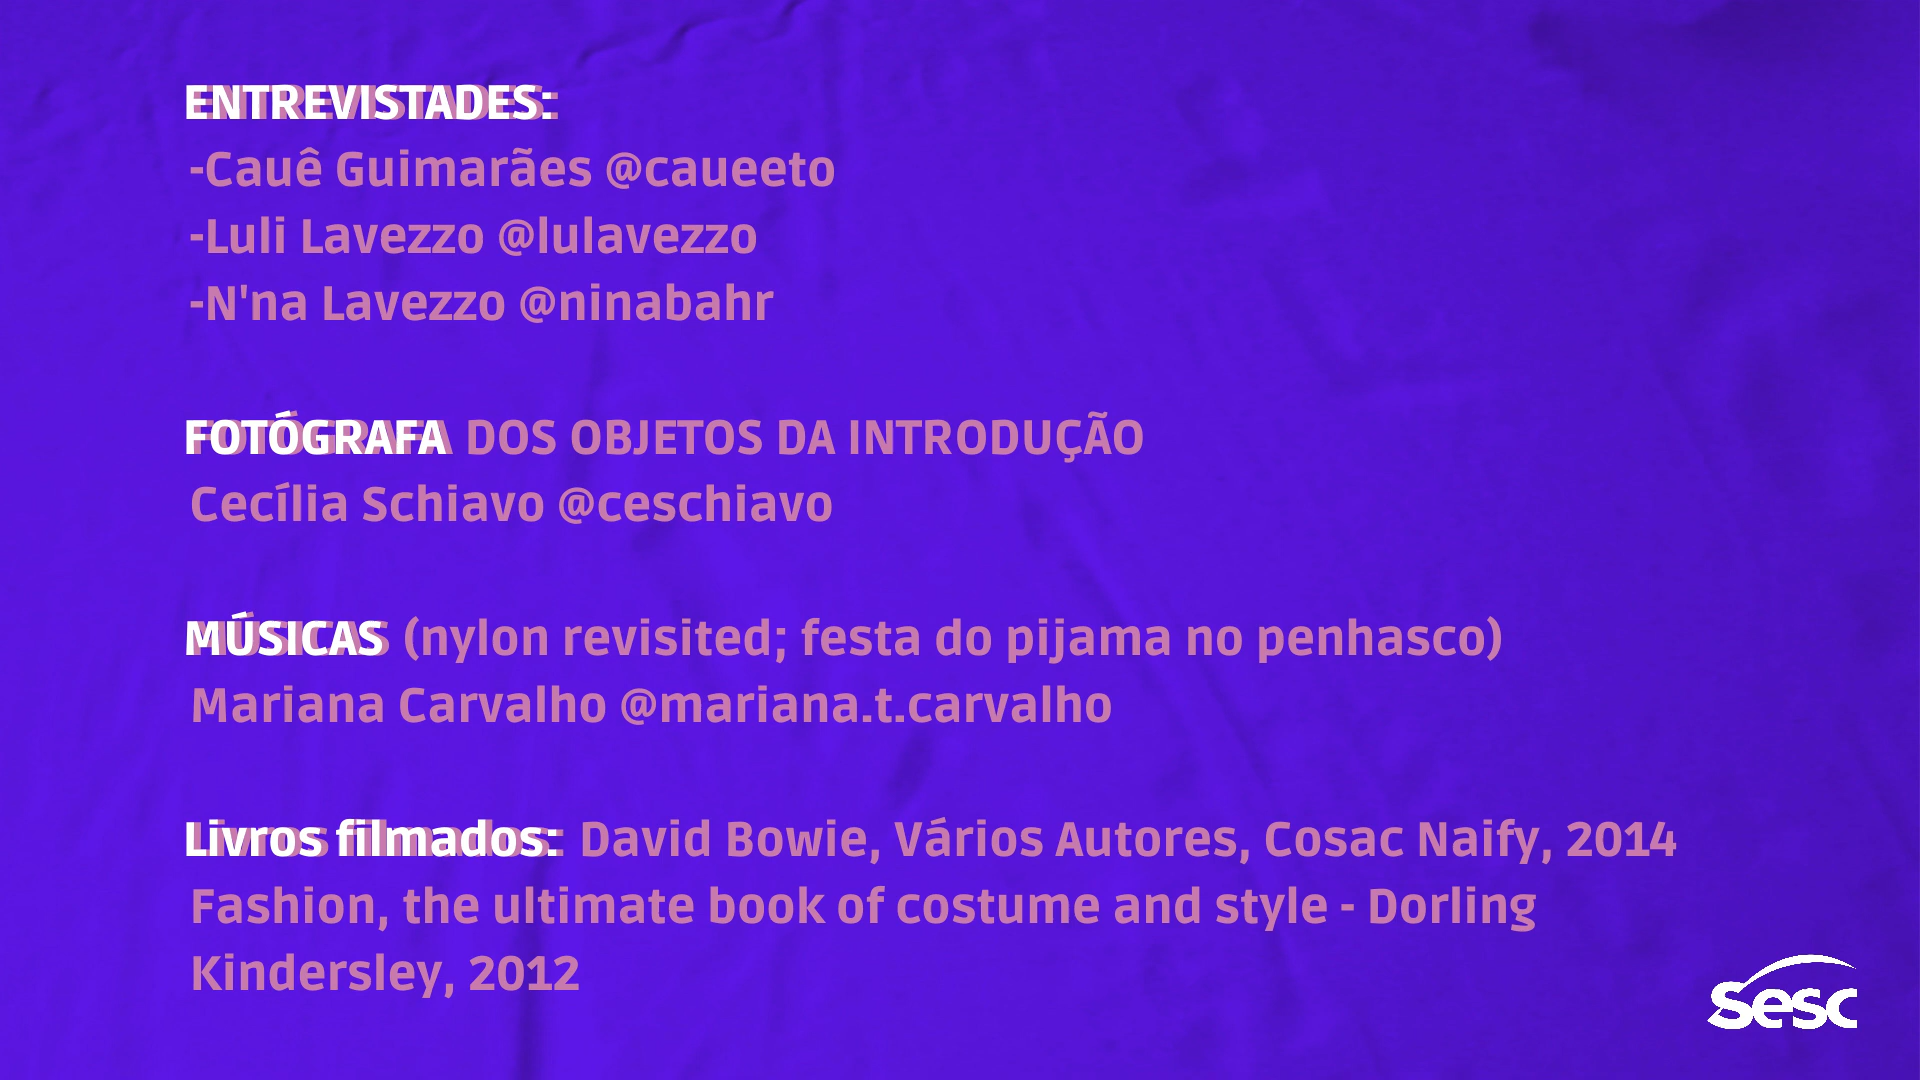 ENTREVISTADES:
-Cauê Guimarães @caueeto
-Luli Lavezzo @lulavezzo
-N'na Lavezzo @ninabahr
FOTÓGRAFA DOS OBJETOS DA INTRODUÇÃO
Cecília Schiavo @ceschiavo
MÚSICAS (nylon revisited; festa do pijama no penhasco)
Mariana Carvalho @mariana.t.carvalho
Livros filmados: David Bowie, Vários Autores, Cosac Naify, 2014
Fashion, the ultimate book of costume and style - Dorling
Kindersley, 2012
Sesc